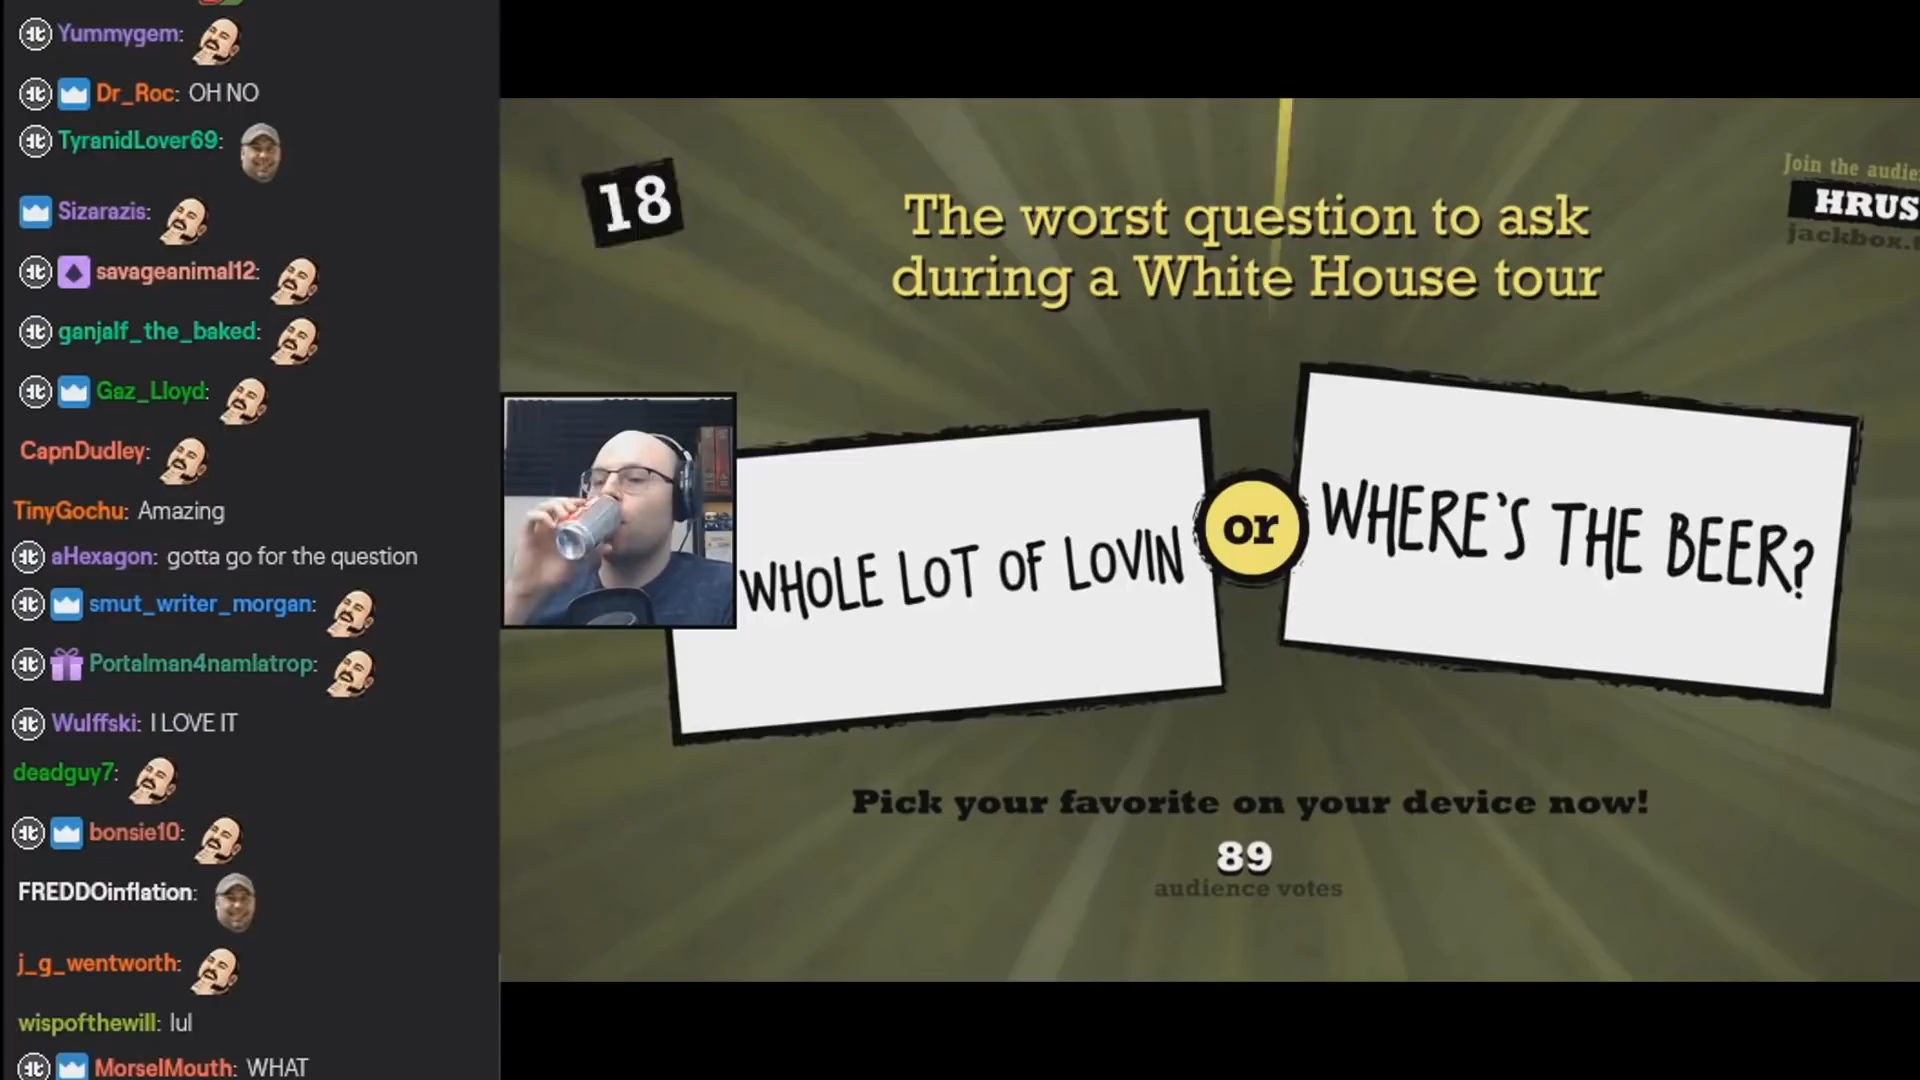 Yummygem:
Dr_Roc: OH NO
TyranidLover69:
Sizarazis:
savageanimal12:
ganjalf_the_baked:
Gaz_Lloyd:
CapnDudley:
TinyGochu: Amazing
aHexagon: gotta go for the question
smut_writer_morgan:
Portalman4namlatrop:
Wulffski: I LOVE IT
deadguy7:
bonsie10:
FREDDOinflation:
j_g_wentworth:
wispofthewill: lul
MorselMouth: WHAT
18
The worst question to ask
during a White House tour
Join the audie
HRUS
jackbox.t
WHOLE LOT OF LOVIN
or
WHERE'S THE BEER?
Pick your favorite on your device now!
89
audience votes